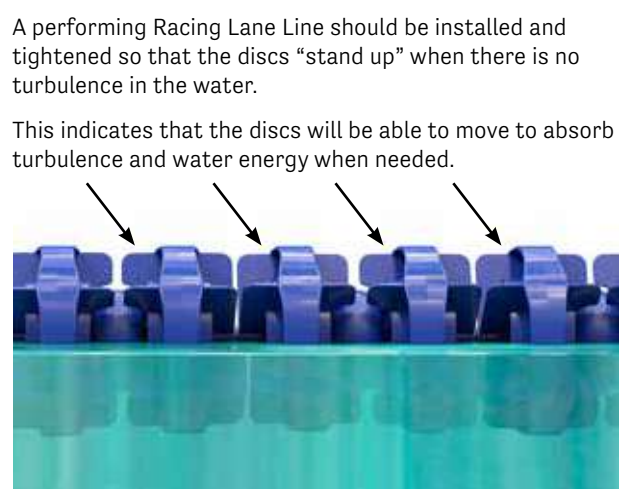 A performing Racing Lane Line should be installed and
tightened so that the discs “stand up” when there is no
turbulence in the water.
This indicates that the discs will be able to move to absorb
turbulence and water energy when needed.